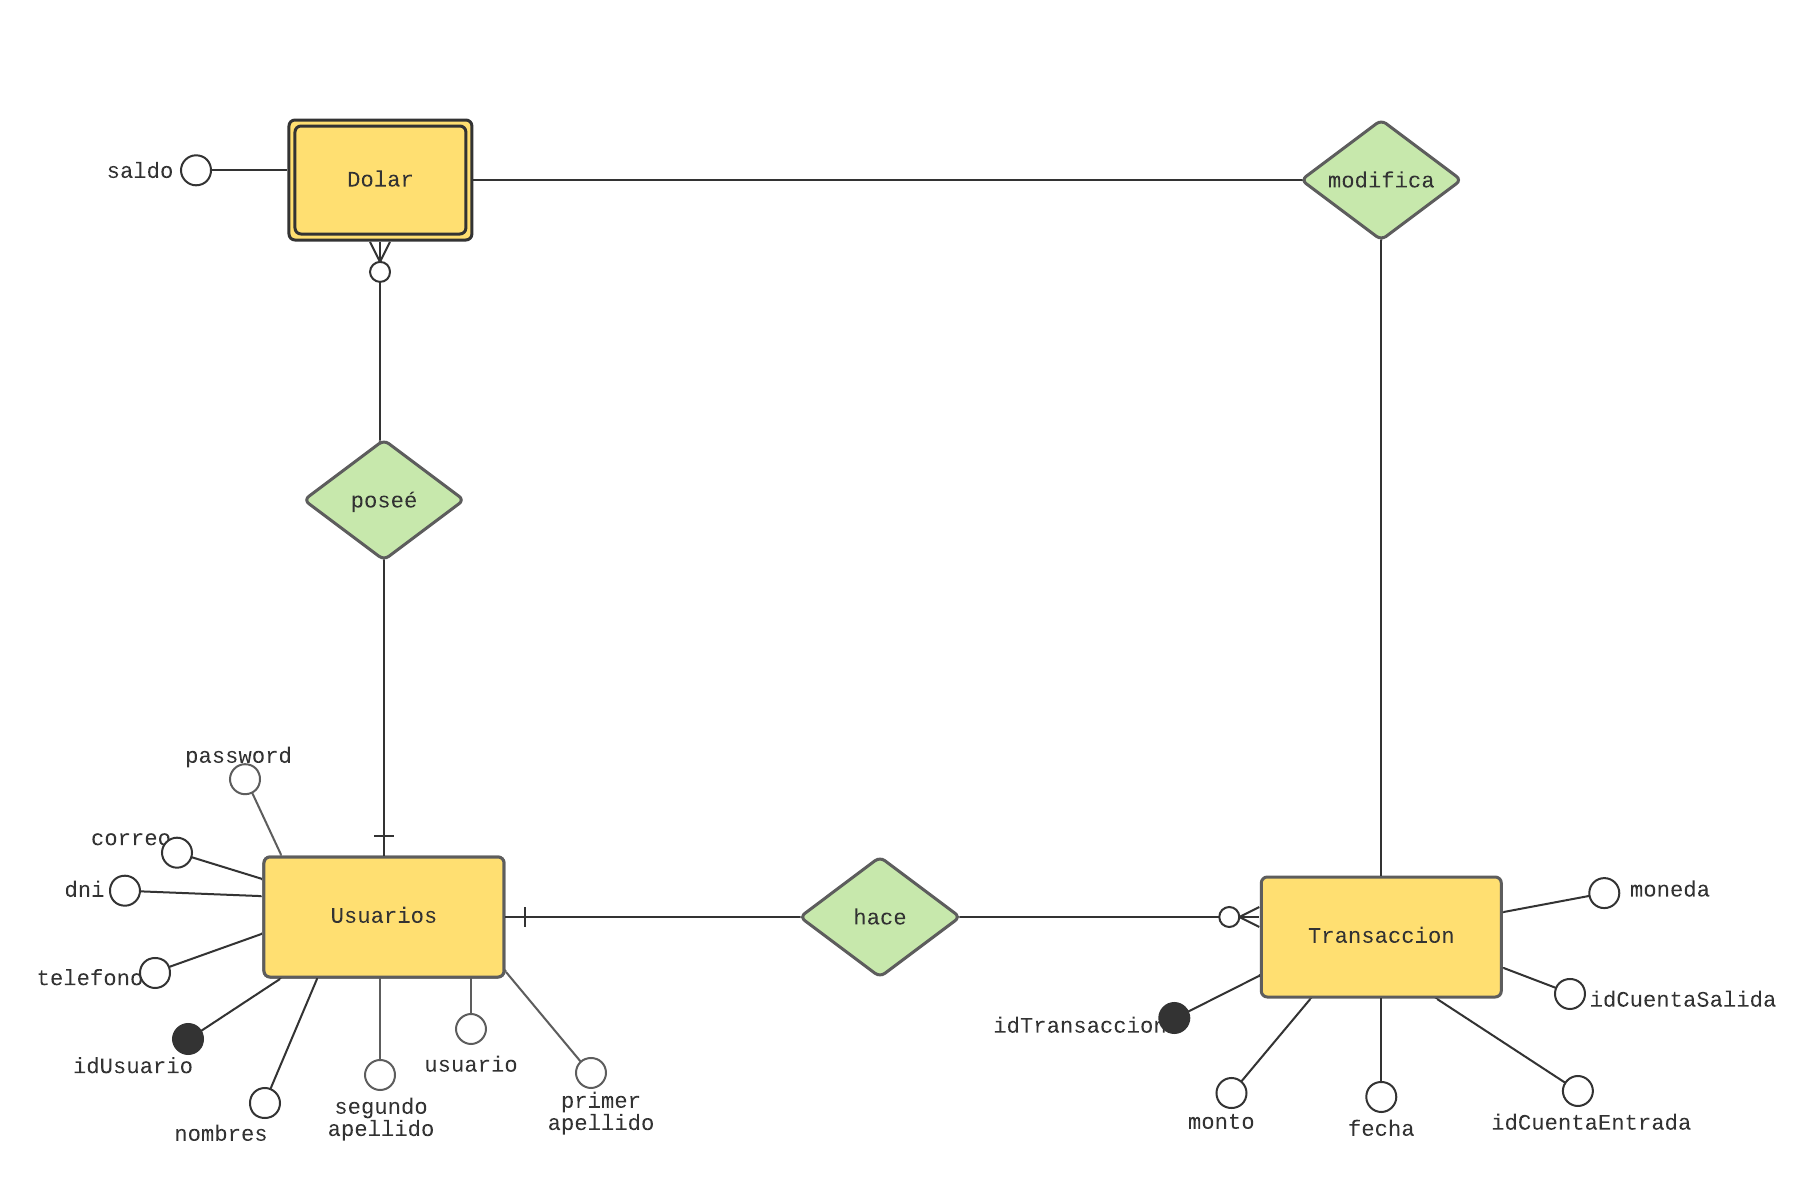 saldo
Dolar
modifica
poseé
password
correo
dni
Usuarios
hace
moneda
Transaccion
telefono
idCuentaSalida
idTransaccion
idUsuario
usuario
segundo
apellido
primer
apellido
nombres
monto
fecha
idCuentaEntrada